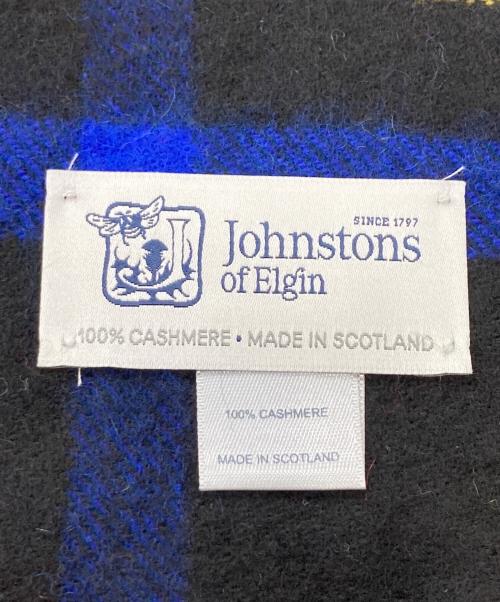 SINCE 1797
Johnstons
of Elgin
100% CASHMERE • MADE IN SCOTLAND
100% CASHMERE
MADE IN SCOTLAND